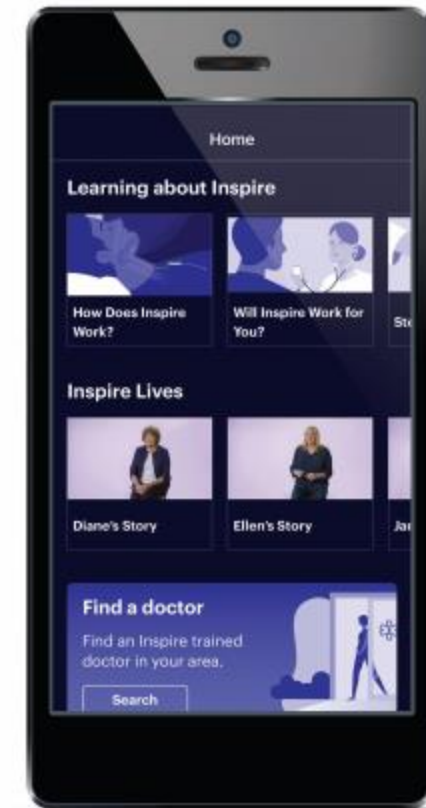 Home
Learning about Inspire
How Does Inspire
Work?
Will Inspire Work for
You?
Inspire Lives
Diane's Story
Ellen's Story
Find a doctor
Find an Inspire trained
doctor in your area.
Search